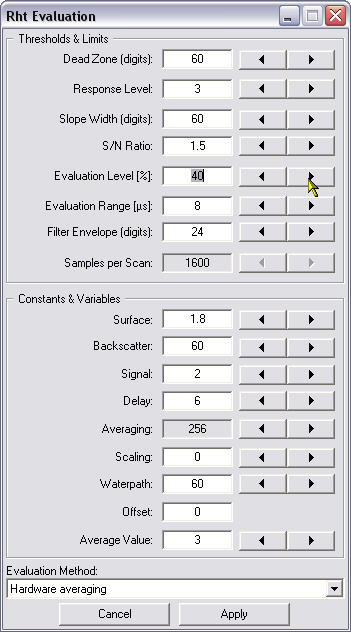 Rht Evaluation
Thresholds & Limits
Dead Zone (digits): 60
Response Level: 3
Slope Width (digits): 60
S/N Ratio: 1.5
Evaluation Level [%]: 40
Evaluation Range [µs]: 8
Filter Envelope (digits): 24
Samples per Scan: 1600
Constants & Variables
Surface: 1.8
Backscatter: 60
Signal: 2
Delay: 6
Averaging: 256
Scaling: 0
Waterpath: 60
Offset: 0
Average Value: 3
Evaluation Method:
Hardware averaging
Cancel Apply